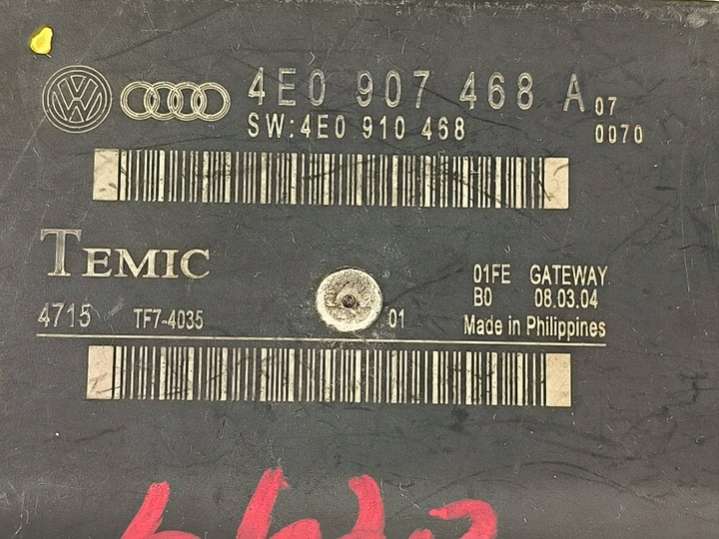 4E0 907 468 A 07
SW:4E0 910 468 0070
TEMIC
01FE GATEWAY
B0 08.03.04
4715 TF7-4035 01 Made in Philippines